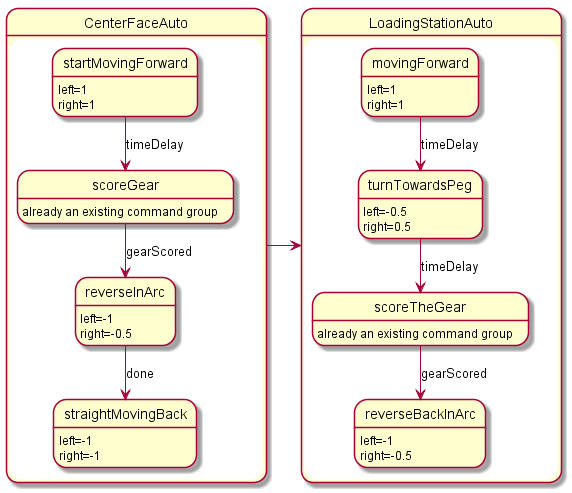 CenterFaceAuto
startMovingForward
left=1
right=1
timeDelay
scoreGear
already an existing command group
gearScored
reverseInArc
left=-1
right=-0.5
done
straightMovingBack
left=-1
right=-1
LoadingStationAuto
movingForward
left=1
right=1
timeDelay
turnTowardsPeg
left=-0.5
right=0.5
timeDelay
scoreTheGear
already an existing command group
gearScored
reverseBackInArc
left=-1
right=-0.5